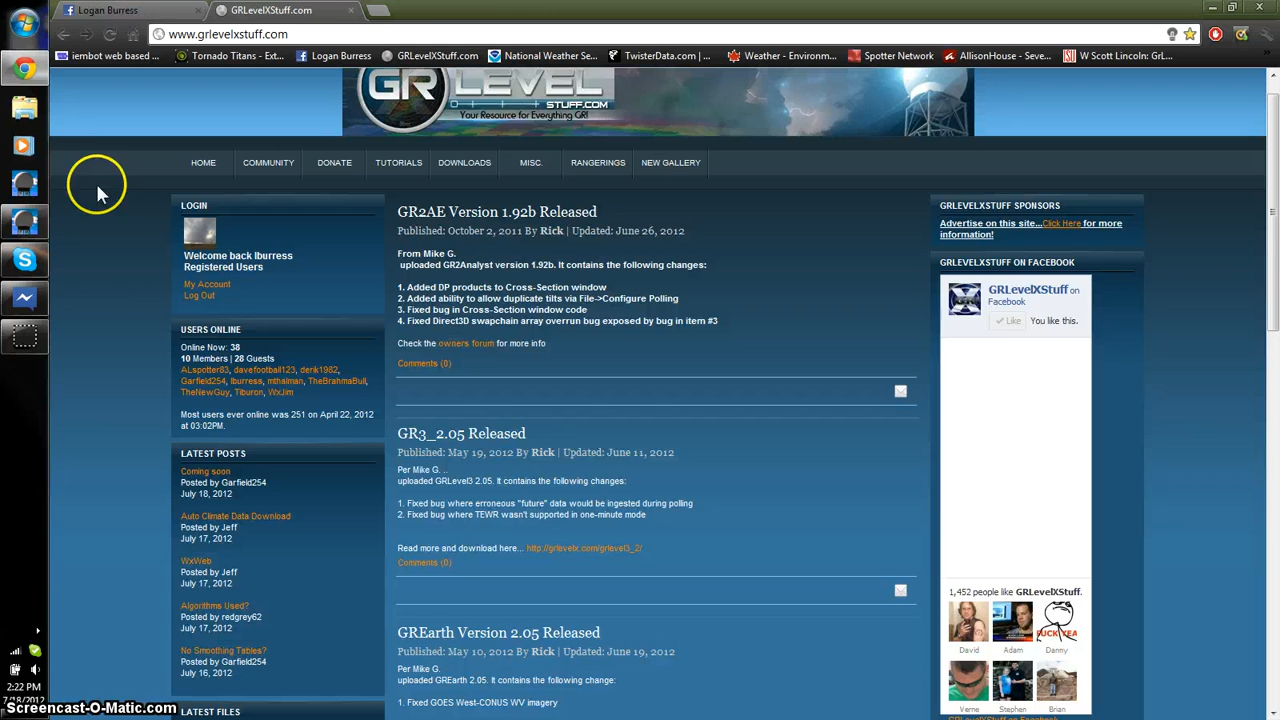 Logan Burress
GRLevelXStuff.com
www.grlevelxstuff.com
iembot web based ...
Tornado Titans - Ext...
Logan Burress
GRLevelXStuff.com
National Weather Se...
TwisterData.com | ...
Weather - Environm...
Spotter Network
AllisonHouse - Seve...
W Scott Lincoln: Cr...
GR LEVEL
STUFF.COM
Your Resource for Everything GR!
HOME
COMMUNITY
DONATE
TUTORIALS
DOWNLOADS
MISC.
RANGERINGS
NEW GALLERY
LOGIN
Welcome back lburress
Registered Users
My Account
Log Out
USERS ONLINE
Online Now: 38
10 Members | 28 Guests
ALspotter83, davefootball123, derik1982,
Garfield254, lburress, mthalman, TheBrahmaBull,
TheNewGuy, Tiburon, WxJim
Most users ever online was 251 on April 22, 2012
at 03:02PM.
LATEST POSTS
Coming soon
Posted by Garfield254
July 18, 2012
Auto Climate Data Download
Posted by Jeff
July 17, 2012
WxWeb
Posted by Jeff
July 17, 2012
Algorithms Used?
Posted by redgrey62
July 17, 2012
No Smoothing Tables?
Posted by Garfield254
July 16, 2012
LATEST FILES
GR2AE Version 1.92b Released
Published: October 2, 2011 By Rick | Updated: June 26, 2012
From Mike G.
uploaded GR2Analyst version 1.92b. It contains the following changes:
1. Added DP products to Cross-Section window
2. Added ability to allow duplicate tilts via File->Configure Polling
3. Fixed bug in Cross-Section window code
4. Fixed Direct3D swapchain array overrun bug exposed by bug in item #3
Check the owners forum for more info
Comments (0)
GR3_2.05 Released
Published: May 19, 2012 By Rick | Updated: June 11, 2012
Per Mike G. ..
uploaded GRLevel3 2.05. It contains the following changes:
1. Fixed bug where erroneous "future" data would be ingested during polling
2. Fixed bug where TEWR wasn't supported in one-minute mode
Read more and download here... http://grlevelx.com/grlevel3_2/
Comments (0)
GREarth Version 2.05 Released
Published: May 10, 2012 By Rick | Updated: June 19, 2012
Per Mike G.
uploaded GREarth 2.05. It contains the following change:
1. Fixed GOES West-CONUS WV imagery
GRLEVELXSTUFF SPONSORS
Advertise on this site...Click Here for more
information!
GRLEVELXSTUFF ON FACEBOOK
GRLevelXStuff on
Facebook
Like
You like this.
1,452 people like GRLevelXStuff.
David
Adam
Danny
Verne
Stephen
Brian
GRLevelXStuff on Facebook
2:22 PM
7/18/2012
Screencast-O-Matic.com